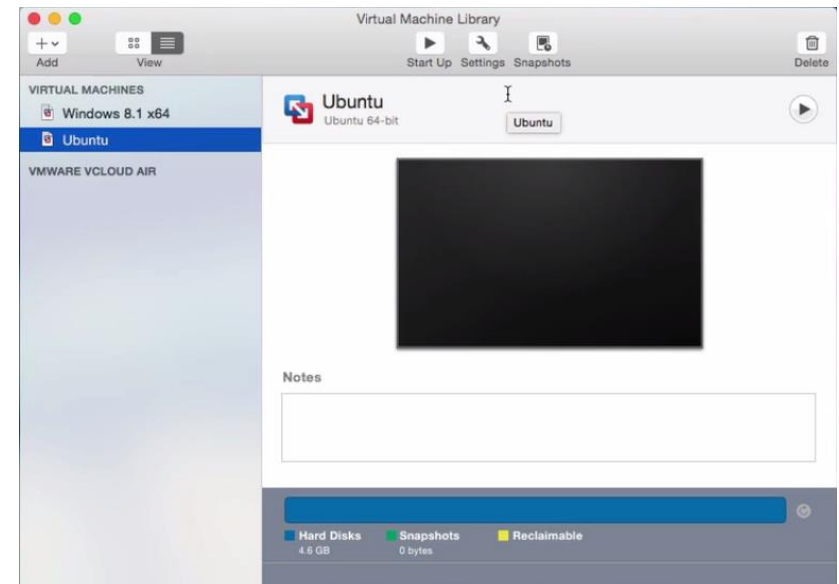 Virtual Machine Library
Add View Start Up Settings Snapshots Delete
VIRTUAL MACHINES
Windows 8.1 x64
Ubuntu
VMWARE VCLOUD AIR
Ubuntu
Ubuntu 64-bit
Ubuntu
Notes
Hard Disks Snapshots Reclaimable
4.6 GB 0 bytes